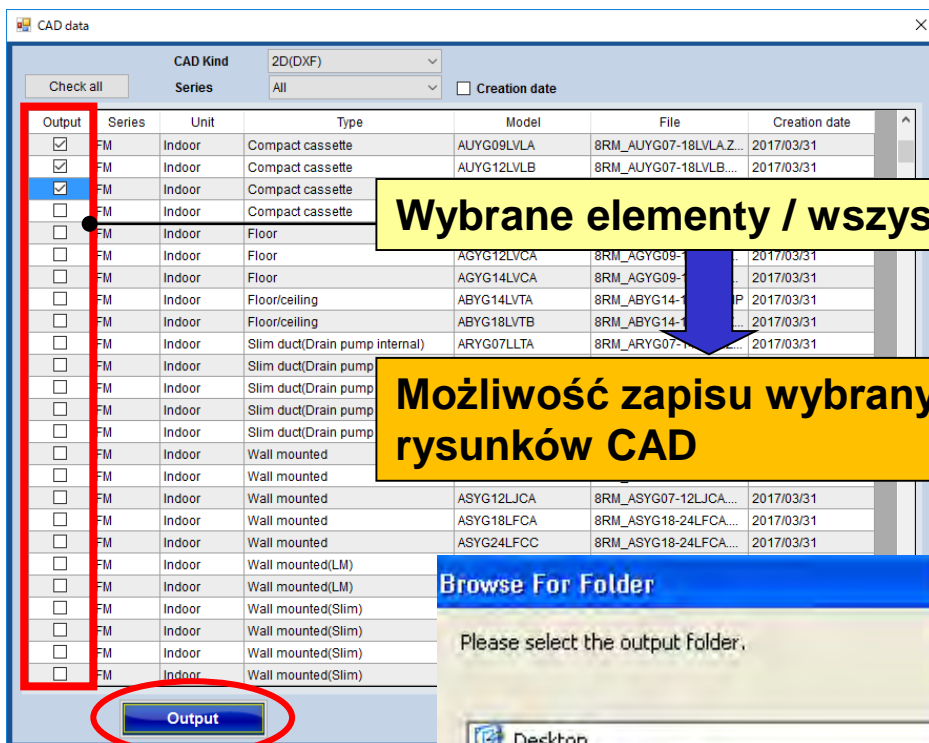 CAD data
CAD Kind 2D(DXF)
Check all Series All Creation date
Output Series Unit Type Model File Creation date
FM Indoor Compact cassette AUYG09LVLA 8RM_AUYG07-18LVLA.Z... 2017/03/31
FM Indoor Compact cassette AUYG12LVLB 8RM_AUYG07-18LVLB.... 2017/03/31
FM Indoor Compact cassette
FM Indoor Compact cassette
Wybrane elementy / wszys
FM Indoor Floor
FM Indoor Floor AGYG12LVCA 8RM_AGYG09-1 2017/03/31
FM Indoor Floor AGYG14LVCA 8RM_AGYG09- . 2017/03/31
FM Indoor Floor/ceiling ABYG14LVTA 8RM_ABYG14-1 IP 2017/03/31
FM Indoor Floor/ceiling ABYG18LVTB 8RM_ABYG14-1 ... 2017/03/31
FM Indoor Slim duct(Drain pump internal) ARYG07LLTA 8RM_ARYG07-14 ... 2017/03/31
FM Indoor Slim duct(Drain pump
FM Indoor Slim duct(Drain pump
FM Indoor Slim duct(Drain pump
FM Indoor Slim duct(Drain pump
Możliwość zapisu wybrany
rysunków CAD
FM Indoor Wall mounted
FM Indoor Wall mounted
FM Indoor Wall mounted ASYG12LJCA 8RM_ASYG07-12LJCA.... 2017/03/31
FM Indoor Wall mounted ASYG18LFCA 8RM_ASYG18-24LFCA.... 2017/03/31
FM Indoor Wall mounted ASYG24LFCC 8RM_ASYG18-24LFCA.... 2017/03/31
FM Indoor Wall mounted(LM)
FM Indoor Wall mounted(LM)
FM Indoor Wall mounted(Slim)
FM Indoor Wall mounted(Slim)
FM Indoor Wall mounted(Slim)
FM Indoor Wall mounted(Slim)
Output
Browse For Folder
Please select the output folder.
Desktop